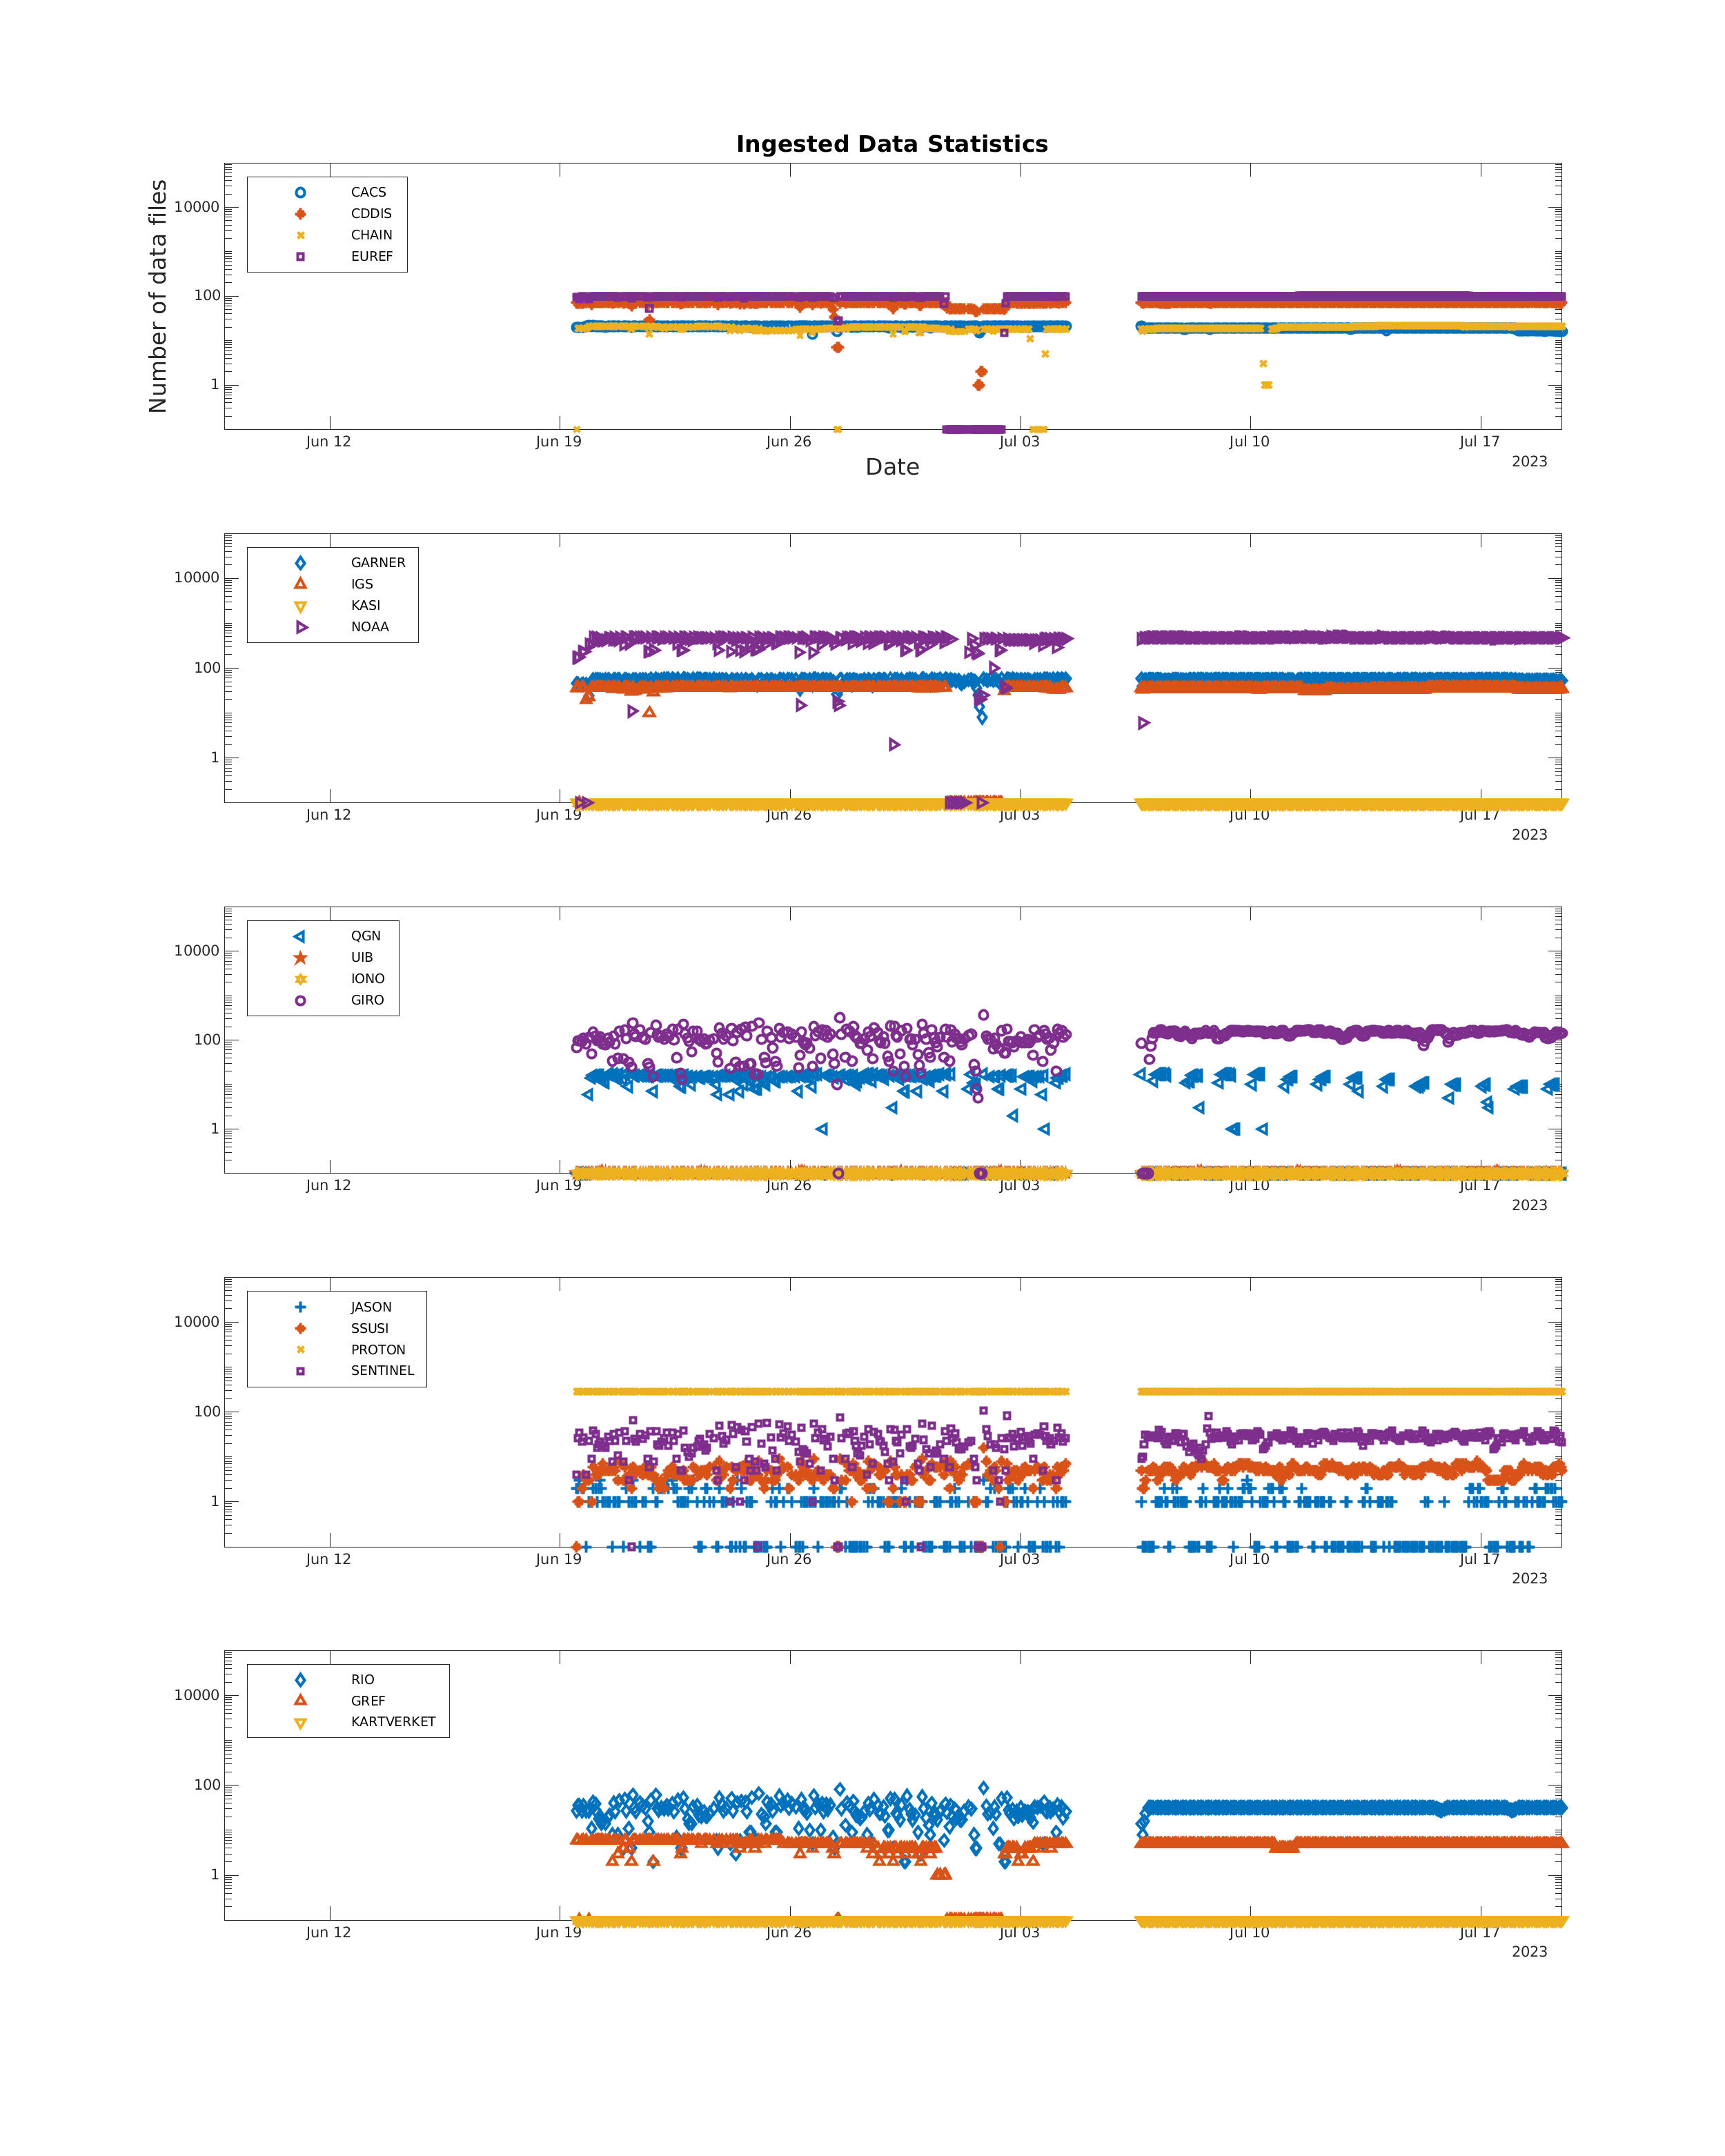 Ingested Data Statistics
Number of data files
10000
100
1
CACS
CDDIS
CHAIN
EUREF
Jun 12
Jun 19
Jun 26
Jul 03
Jul 10
Jul 17
2023
Date
10000
100
1
GARNER
IGS
KASI
NOAA
Jun 12
Jun 19
Jun 26
Jul 03
Jul 10
Jul 17
2023
10000
100
1
QGN
UIB
IONO
GIRO
Jun 12
Jun 19
Jun 26
Jul 03
Jul 10
Jul 17
2023
10000
100
1
JASON
SSUSI
PROTON
SENTINEL
Jun 12
Jun 19
Jun 26
Jul 03
Jul 10
Jul 17
2023
10000
100
1
RIO
GREF
KARTVERKET
Jun 12
Jun 19
Jun 26
Jul 03
Jul 10
Jul 17
2023